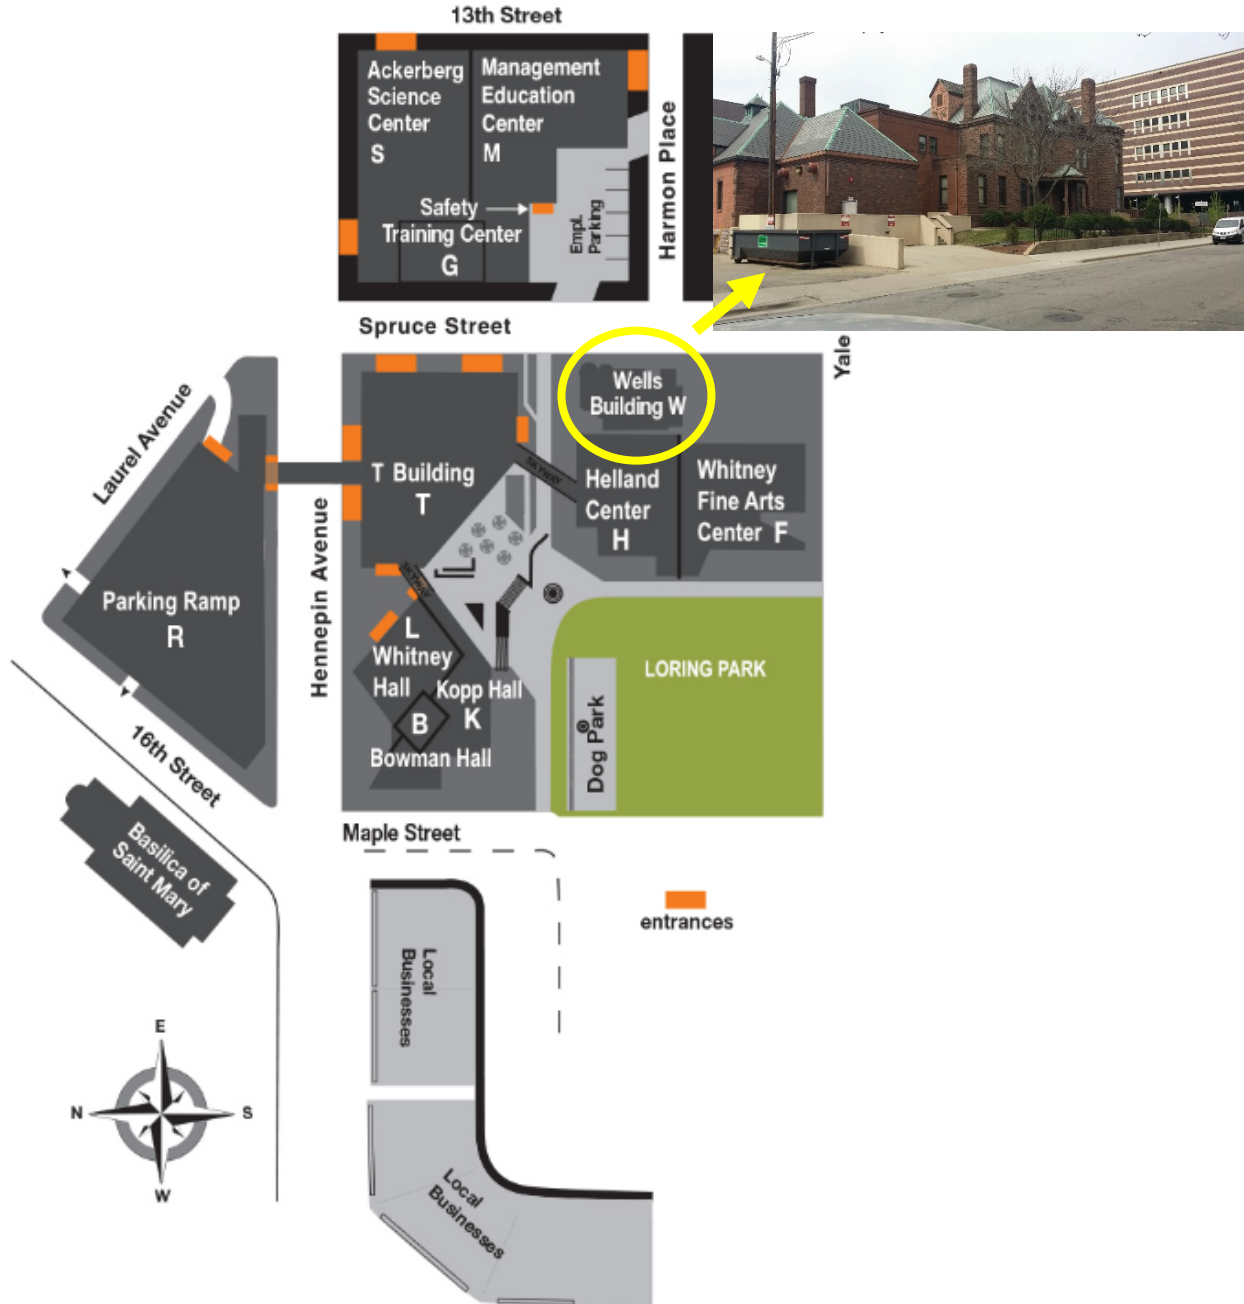 13th Street
Ackerberg
Science
Center
S
Management
Education
Center
M
Safety
Training Center
G
Empl.
Parking
Harmon Place
Spruce Street
Yale
Laurel Avenue
Wells
Building W
T Building
T
SKYWAY
Helland
Center
H
Whitney
Fine Arts
Center F
Hennepin Avenue
Parking Ramp
R
SKYWAY
L
Whitney
Hall
Kopp Hall
K
B
Bowman Hall
LORING PARK
Dog Park
16th Street
Basilica of
Saint Mary
Maple Street
entrances
Local
Businesses
Local
Businesses
E
N
S
W